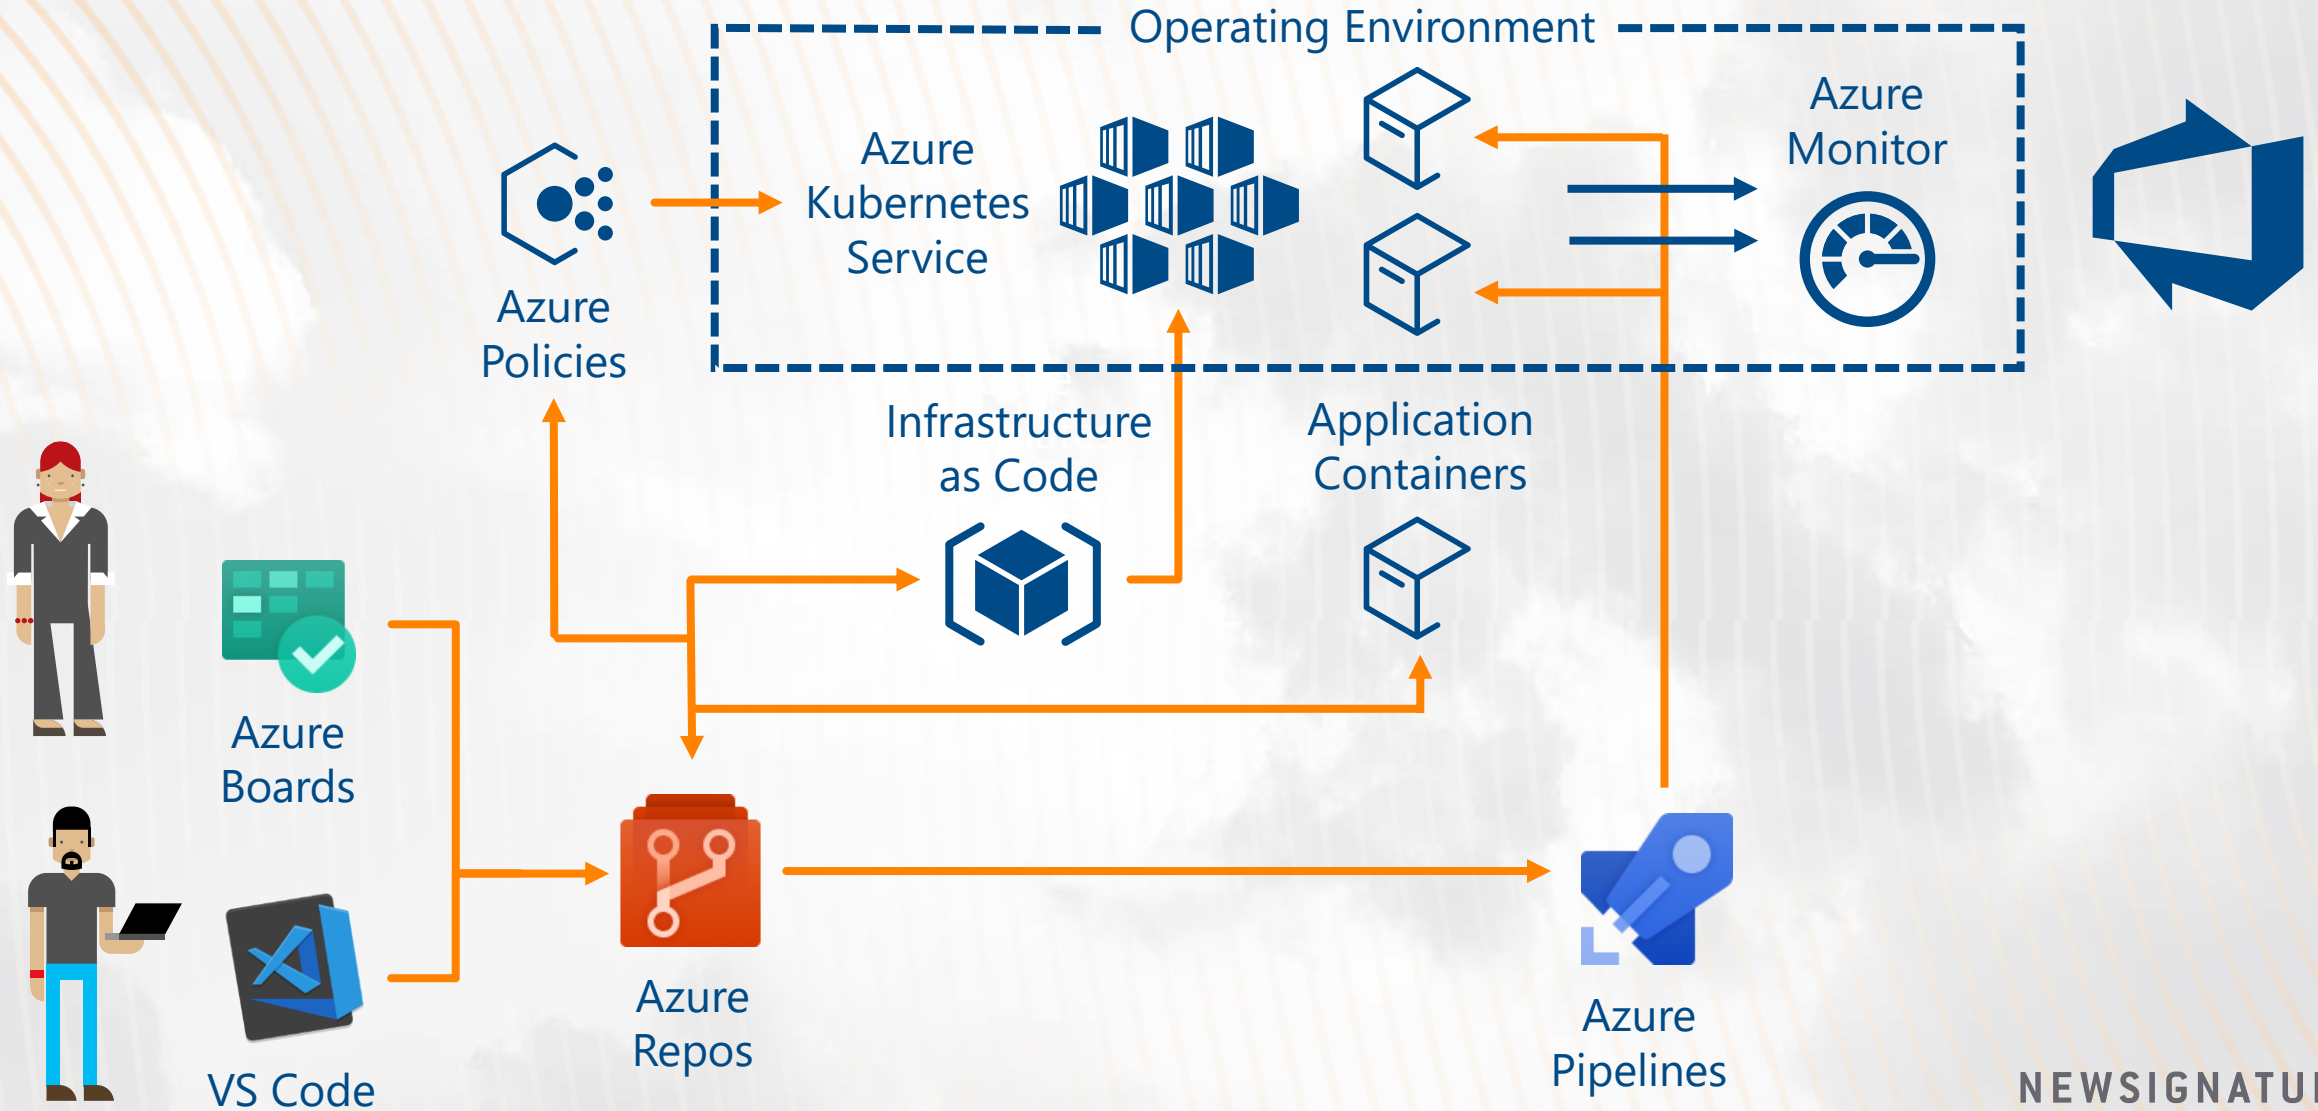 Operating Environment
Azure
Monitor
Azure
Kubernetes
Service
Azure
Policies
Infrastructure
as Code
Application
Containers
Azure
Boards
Azure
Repos
VS Code
Azure
Pipelines
NEWSIGNATU